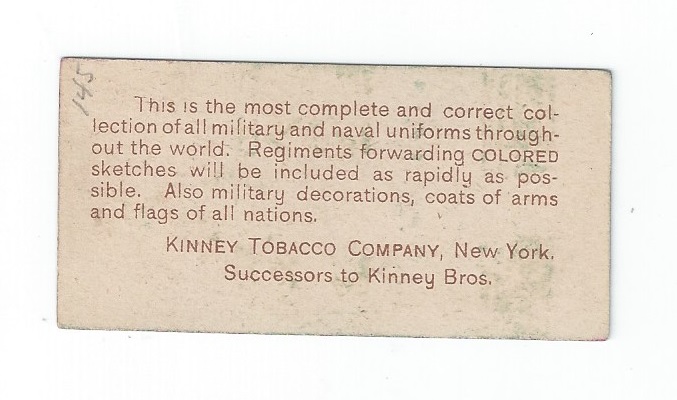 145
This is the most complete and correct col-
lection of all military and naval uniforms through-
out the world. Regiments forwarding COLORED
sketches will be included as rapidly as pos-
sible. Also military decorations, coats of arms
and flags of all nations.
KINNEY TOBACCO COMPANY, New York.
Successors to Kinney Bros.